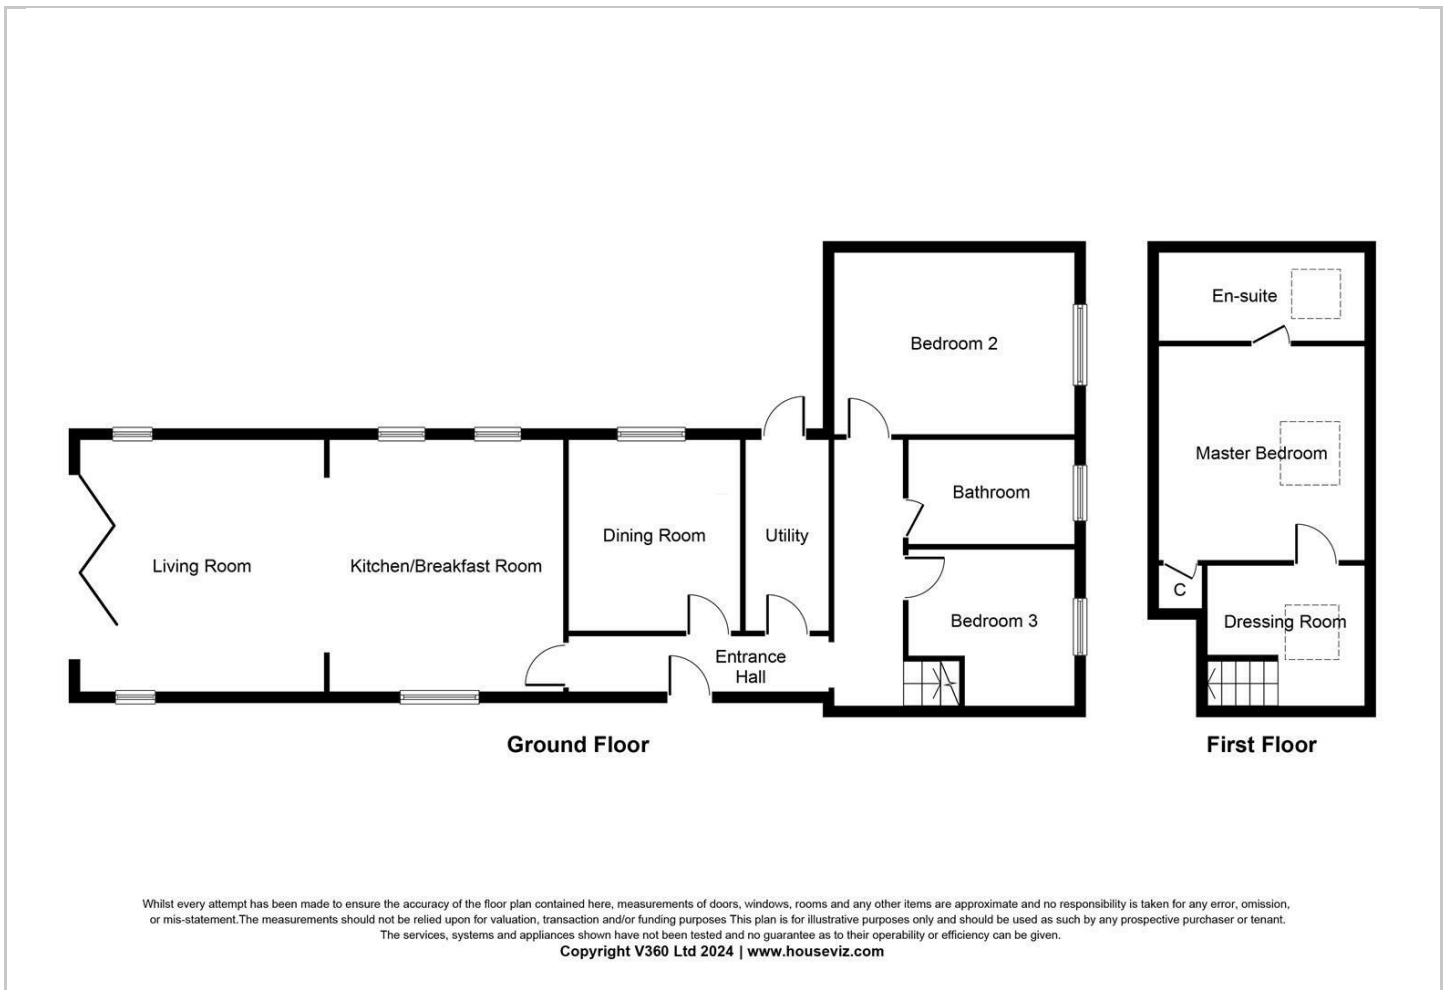 Bedroom 2
En-suite
Master Bedroom
Bathroom
Dining Room
Utility
Living Room
Kitchen/Breakfast Room
C
Bedroom 3
Dressing Room
Entrance
Hall
Ground Floor
First Floor
Whilst every attempt has been made to ensure the accuracy of the floor plan contained here, measurements of doors, windows, rooms and any other items are approximate and no responsibility is taken for any error, omission,
or mis-statement.The measurements should not be relied upon for valuation, transaction and/or funding purposes This plan is for illustrative purposes only and should be used as such by any prospective purchaser or tenant.
The services, systems and appliances shown have not been tested and no guarantee as to their operability or efficiency can be given.
Copyright V360 Ltd 2024 | www.houseviz.com